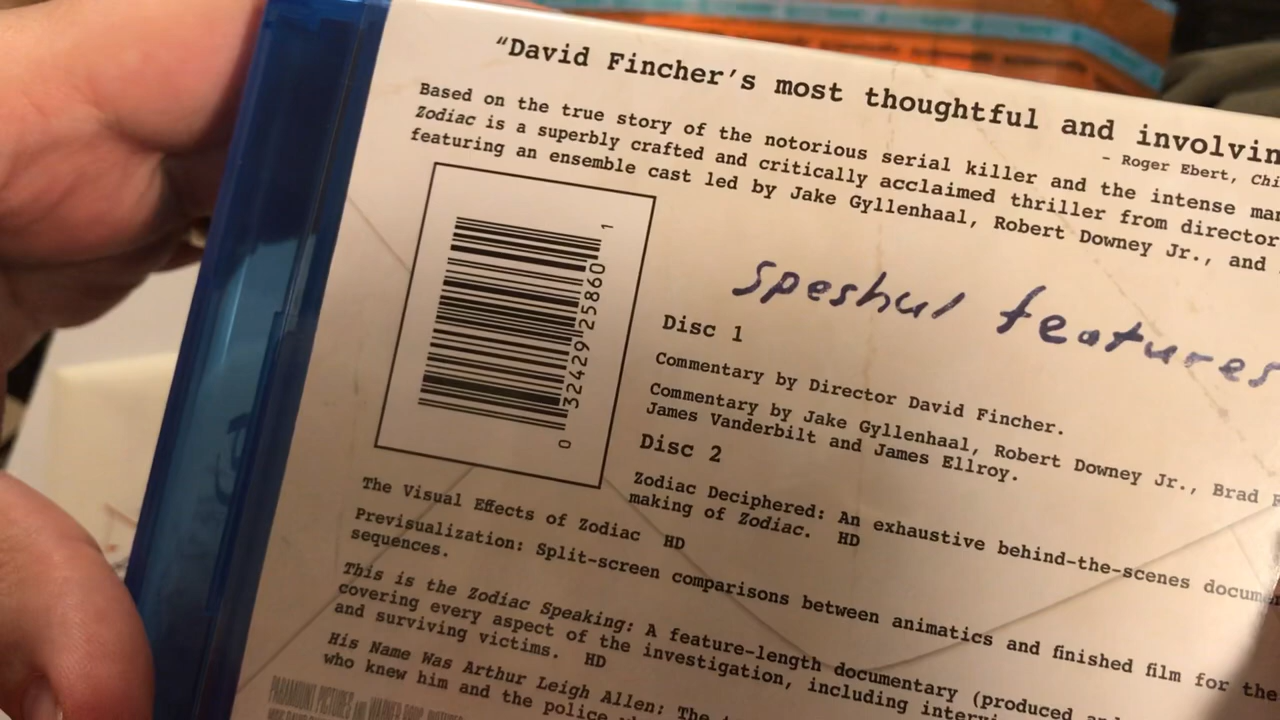 “David Fincher’s most thoughtful and involvin
- Roger Ebert, Chi
Based on the true story of the notorious serial killer and the intense man
Zodiac is a superbly crafted and critically acclaimed thriller from director
featuring an ensemble cast led by Jake Gyllenhaal, Robert Downey Jr., and
0 32429 25860 1
speshul features
Disc 1
Commentary by Director David Fincher.
Commentary by Jake Gyllenhaal, Robert Downey Jr., Brad F
James Vanderbilt and James Ellroy.
Disc 2
Zodiac Deciphered: An exhaustive behind-the-scenes docume
making of Zodiac. HD
The Visual Effects of Zodiac HD
Previsualization: Split-screen comparisons between animatics and finished film for the
sequences.
This is the Zodiac Speaking: A feature-length documentary (produced
covering every aspect of the investigation, including intervi
and surviving victims. HD
His Name Was Arthur Leigh Allen: The
who knew him and the police
PARAMOUNT PICTURES AND WARNER BROS. PICTURES